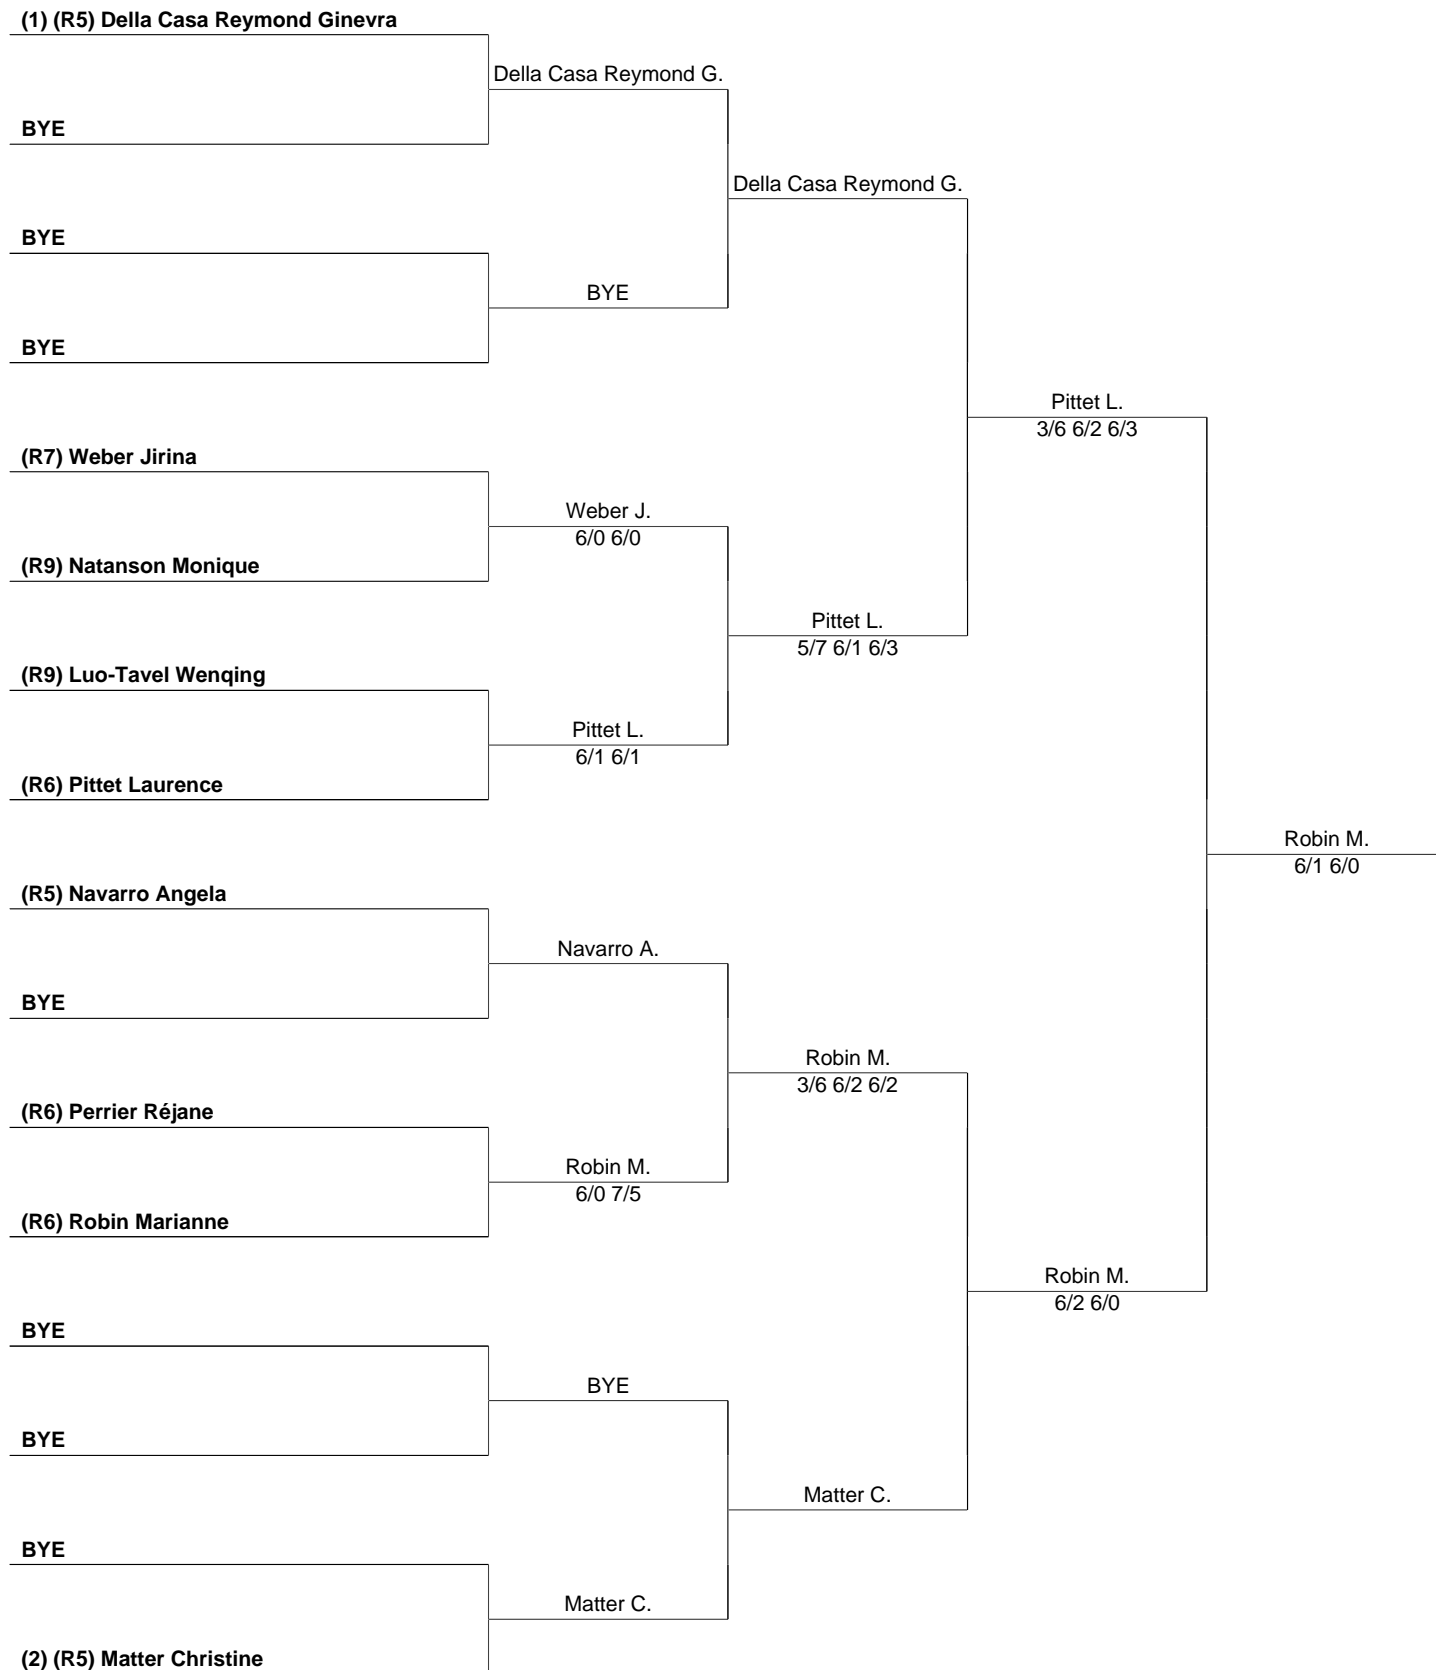 (1) (R5) Della Casa Reymond Ginevra
Della Casa Reymond G.
BYE
Della Casa Reymond G.
BYE
BYE
BYE
Pittet L.
3/6 6/2 6/3
(R7) Weber Jirina
Weber J.
6/0 6/0
(R9) Natanson Monique
Pittet L.
5/7 6/1 6/3
(R9) Luo-Tavel Wenqing
Pittet L.
6/1 6/1
(R6) Pittet Laurence
Robin M.
6/1 6/0
(R5) Navarro Angela
Navarro A.
BYE
Robin M.
3/6 6/2 6/2
(R6) Perrier Réjane
Robin M.
6/0 7/5
(R6) Robin Marianne
Robin M.
6/2 6/0
BYE
BYE
BYE
Matter C.
BYE
Matter C.
(2) (R5) Matter Christine